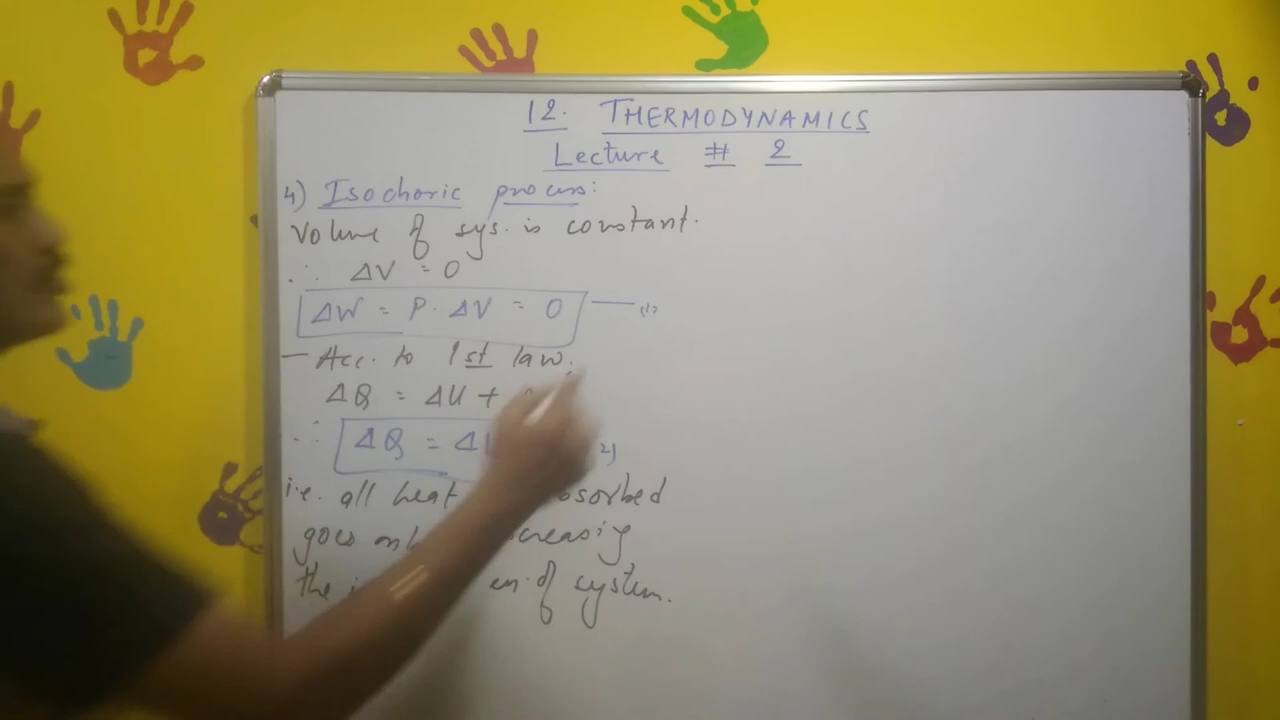 12. THERMODYNAMICS
Lecture # 2
4) Isochoric process:
Volume of sys. is constant.
∴ ΔV = 0
ΔW = P. ΔV = 0 — (1)
— Acc. to 1st law;
ΔQ = ΔU +
∴ ΔQ = 2)
i.e. all heat
goes
the en. of system.